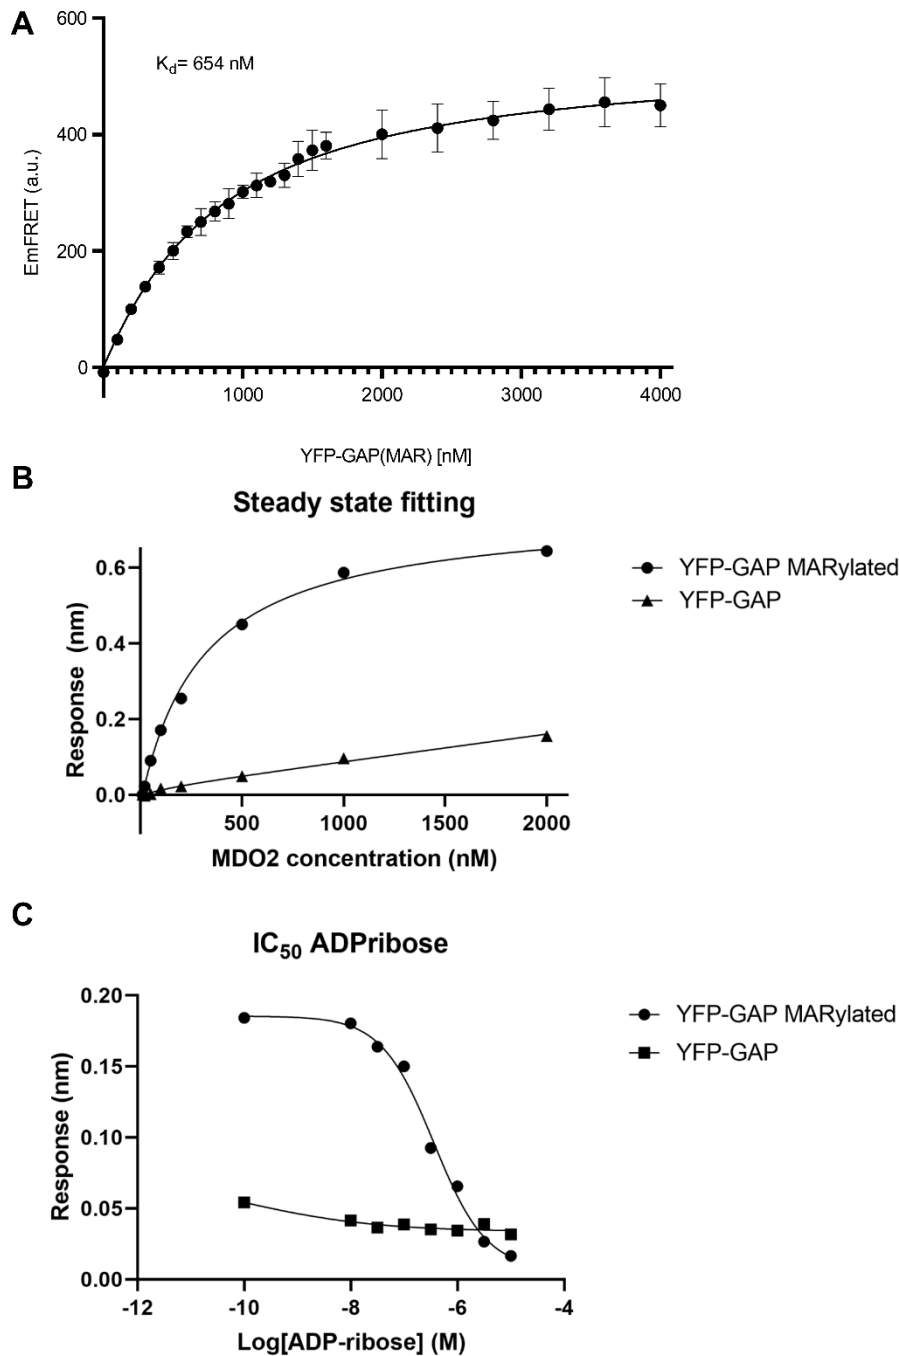 A
600
K_d= 654 nM
400
EmFRET (a.u.)
200
0
1000 2000 3000 4000
YFP-GAP(MAR) [nM]
B
Steady state fitting
0.6
0.4
0.2
0.0
Response (nm)
500 1000 1500 2000
MDO2 concentration (nM)
YFP-GAP MARylated
YFP-GAP
C
IC₅₀ ADPribose
0.20
0.15
0.10
0.05
0.00
Response (nm)
-12 -10 -8 -6 -4
Log[ADP-ribose] (M)
YFP-GAP MARylated
YFP-GAP